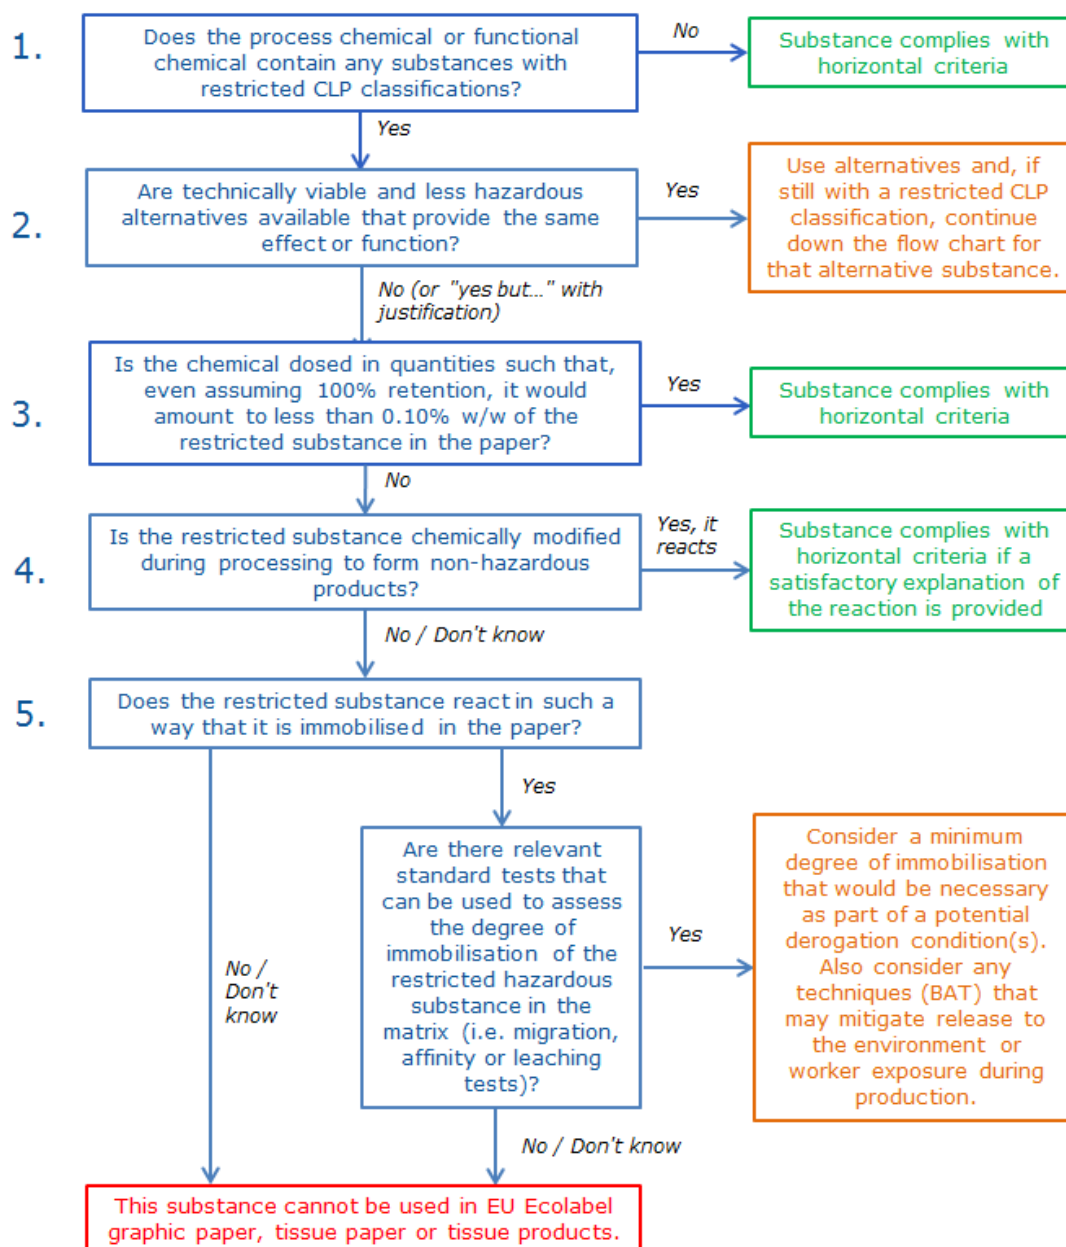 1.
Does the process chemical or functional
chemical contain any substances with
restricted CLP classifications?
No
Substance complies with
horizontal criteria
Yes
2.
Are technically viable and less hazardous
alternatives available that provide the same
effect or function?
Yes
Use alternatives and, if
still with a restricted CLP
classification, continue
down the flow chart for
that alternative substance.
No (or "yes but..." with
justification)
3.
Is the chemical dosed in quantities such that,
even assuming 100% retention, it would
amount to less than 0.10% w/w of the
restricted substance in the paper?
Yes
Substance complies with
horizontal criteria
No
4.
Is the restricted substance chemically modified
during processing to form non-hazardous
products?
Yes, it
reacts
Substance complies with
horizontal criteria if a
satisfactory explanation of
the reaction is provided
No / Don't know
5.
Does the restricted substance react in such a
way that it is immobilised in the paper?
No /
Don't
know
Yes
Are there relevant
standard tests that
can be used to assess
the degree of
immobilisation of the
restricted hazardous
substance in the
matrix (i.e. migration,
affinity or leaching
tests)?
Yes
Consider a minimum
degree of immobilisation
that would be necessary
as part of a potential
derogation condition(s).
Also consider any
techniques (BAT) that
may mitigate release to
the environment or
worker exposure during
production.
No / Don't know
This substance cannot be used in EU Ecolabel
graphic paper, tissue paper or tissue products.